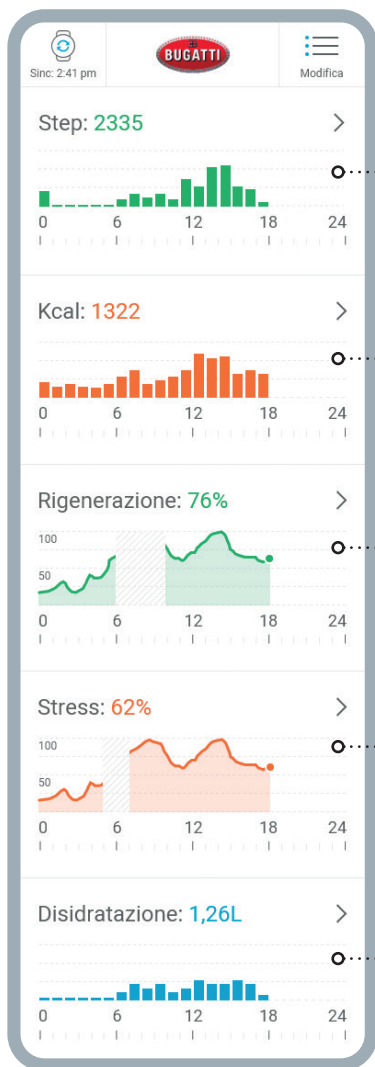 BUGATTI
Sinc: 2:41 pm
Modifica
Step: 2335
0 6 12 18 24
Kcal: 1322
0 6 12 18 24
Rigenerazione: 76%
100
50
0 6 12 18 24
Stress: 62%
100
50
0 6 12 18 24
Disidratazione: 1,26L
0 6 12 18 24